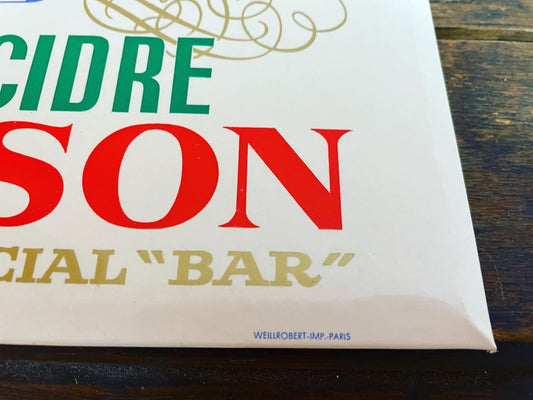 CIDRE
SON
CIAL "BAR"
WEILLROBERT-IMP.-PARIS